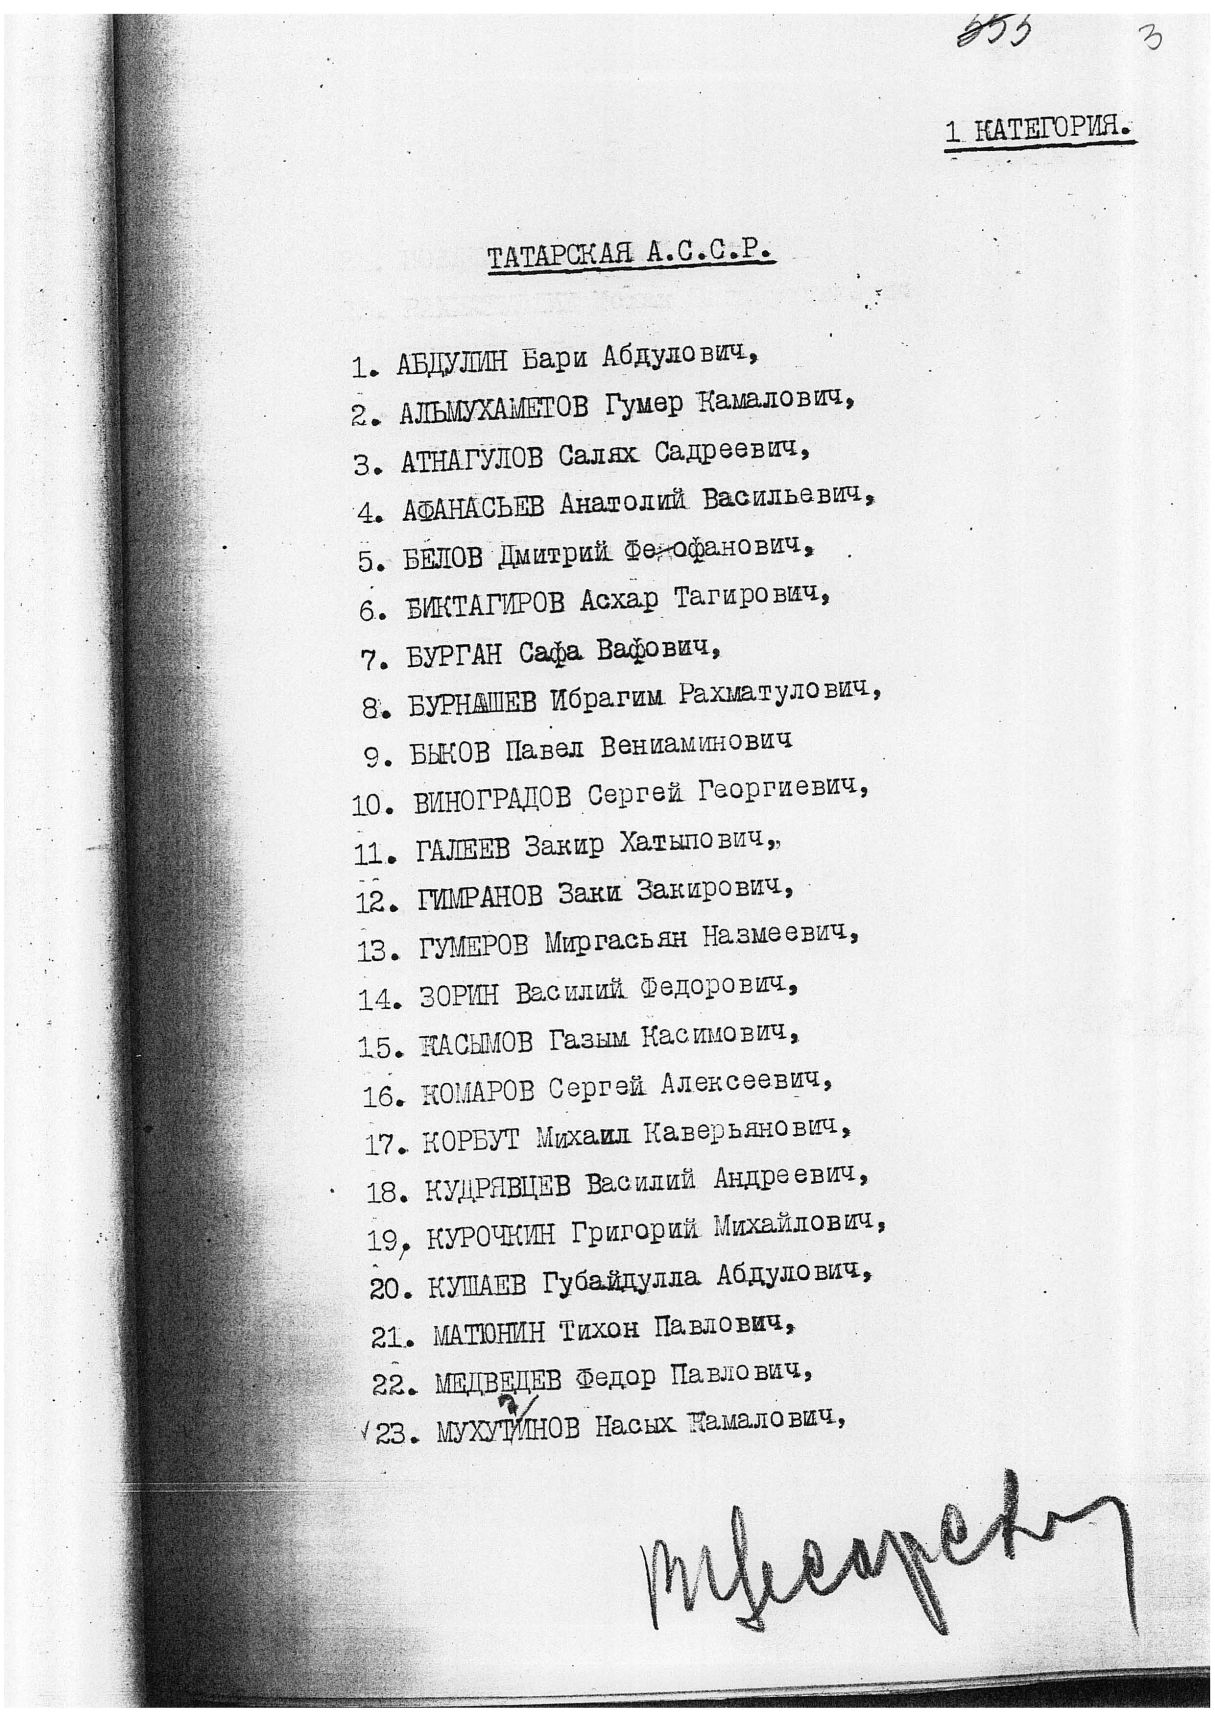 555 3
1 КАТЕГОРИЯ.
ТАТАРСКАЯ А.С.С.Р.
1. АБДУЛИН Бари Абдулович,
2. АЛЬМУХАМЕТОВ Гумер Камалович,
3. АТНАГУЛОВ Салях Садреевич,
4. АФАНАСЬЕВ Анатолий Васильевич,
5. БЕЛОВ Дмитрий Феофанович,
6. БИКТАГИРОВ Асхар Тагирович,
7. БУРГАН Сафа Вафович,
8. БУРНАШЕВ Ибрагим Рахматулович,
9. БЫКОВ Павел Вениаминович
10. ВИНОГРАДОВ Сергей Георгиевич,
11. ГАЛЕЕВ Закир Хатыпович,,
12. ГИМРАНОВ Заки Закирович,
13. ГУМЕРОВ Миргасьян Назмеевич,
14. ЗОРИН Василий Федорович,
15. КАСЫМОВ Газым Касимович,
16. КОМАРОВ Сергей Алексеевич,
17. КОРБУТ Михаил Каверьянович,
18. КУДРЯВЦЕВ Василий Андреевич,
19. КУРОЧКИН Григорий Михайлович,
20. КУШАЕВ Губайдулла Абдулович,
21. МАТЮНИН Тихон Павлович,
22. МЕДВЕДЕВ Федор Павлович,
23. МУХУТДИНОВ Насых Камалович,